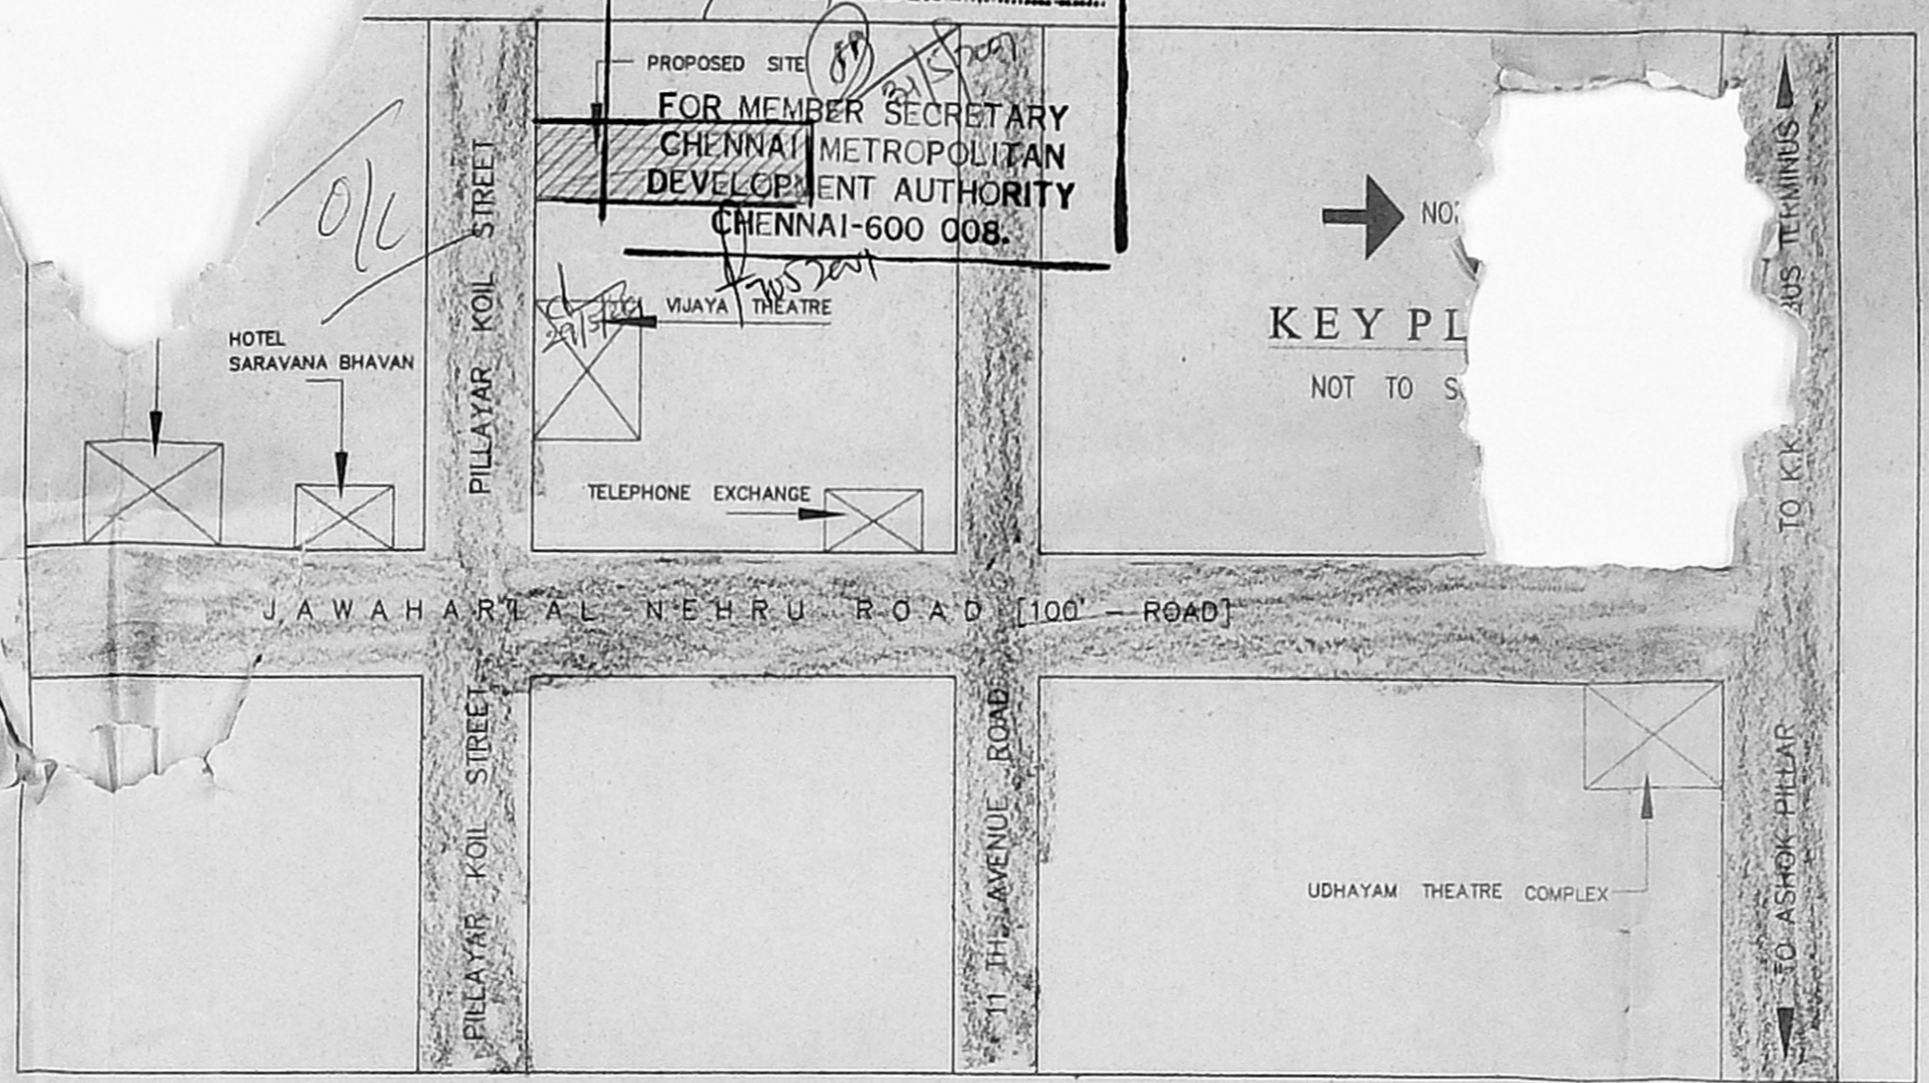 PROPOSED SITE
FOR MEMBER SECRETARY
CHENNAI METROPOLITAN
DEVELOPMENT AUTHORITY
CHENNAI-600 008.
O/C
PILLAYAR KOIL STREET
HOTEL
SARAVANA BHAVAN
VIJAYA THEATRE
TELEPHONE EXCHANGE
KEY PL
NOT TO
BUS TERMINUS
TO K.K
JAWAHARLAL NEHRU ROAD [100' — ROAD]
PILLAYAR KOIL STREET
11 TH AVENUE ROAD
UDHAYAM THEATRE COMPLEX
TO ASHOK PILLAR